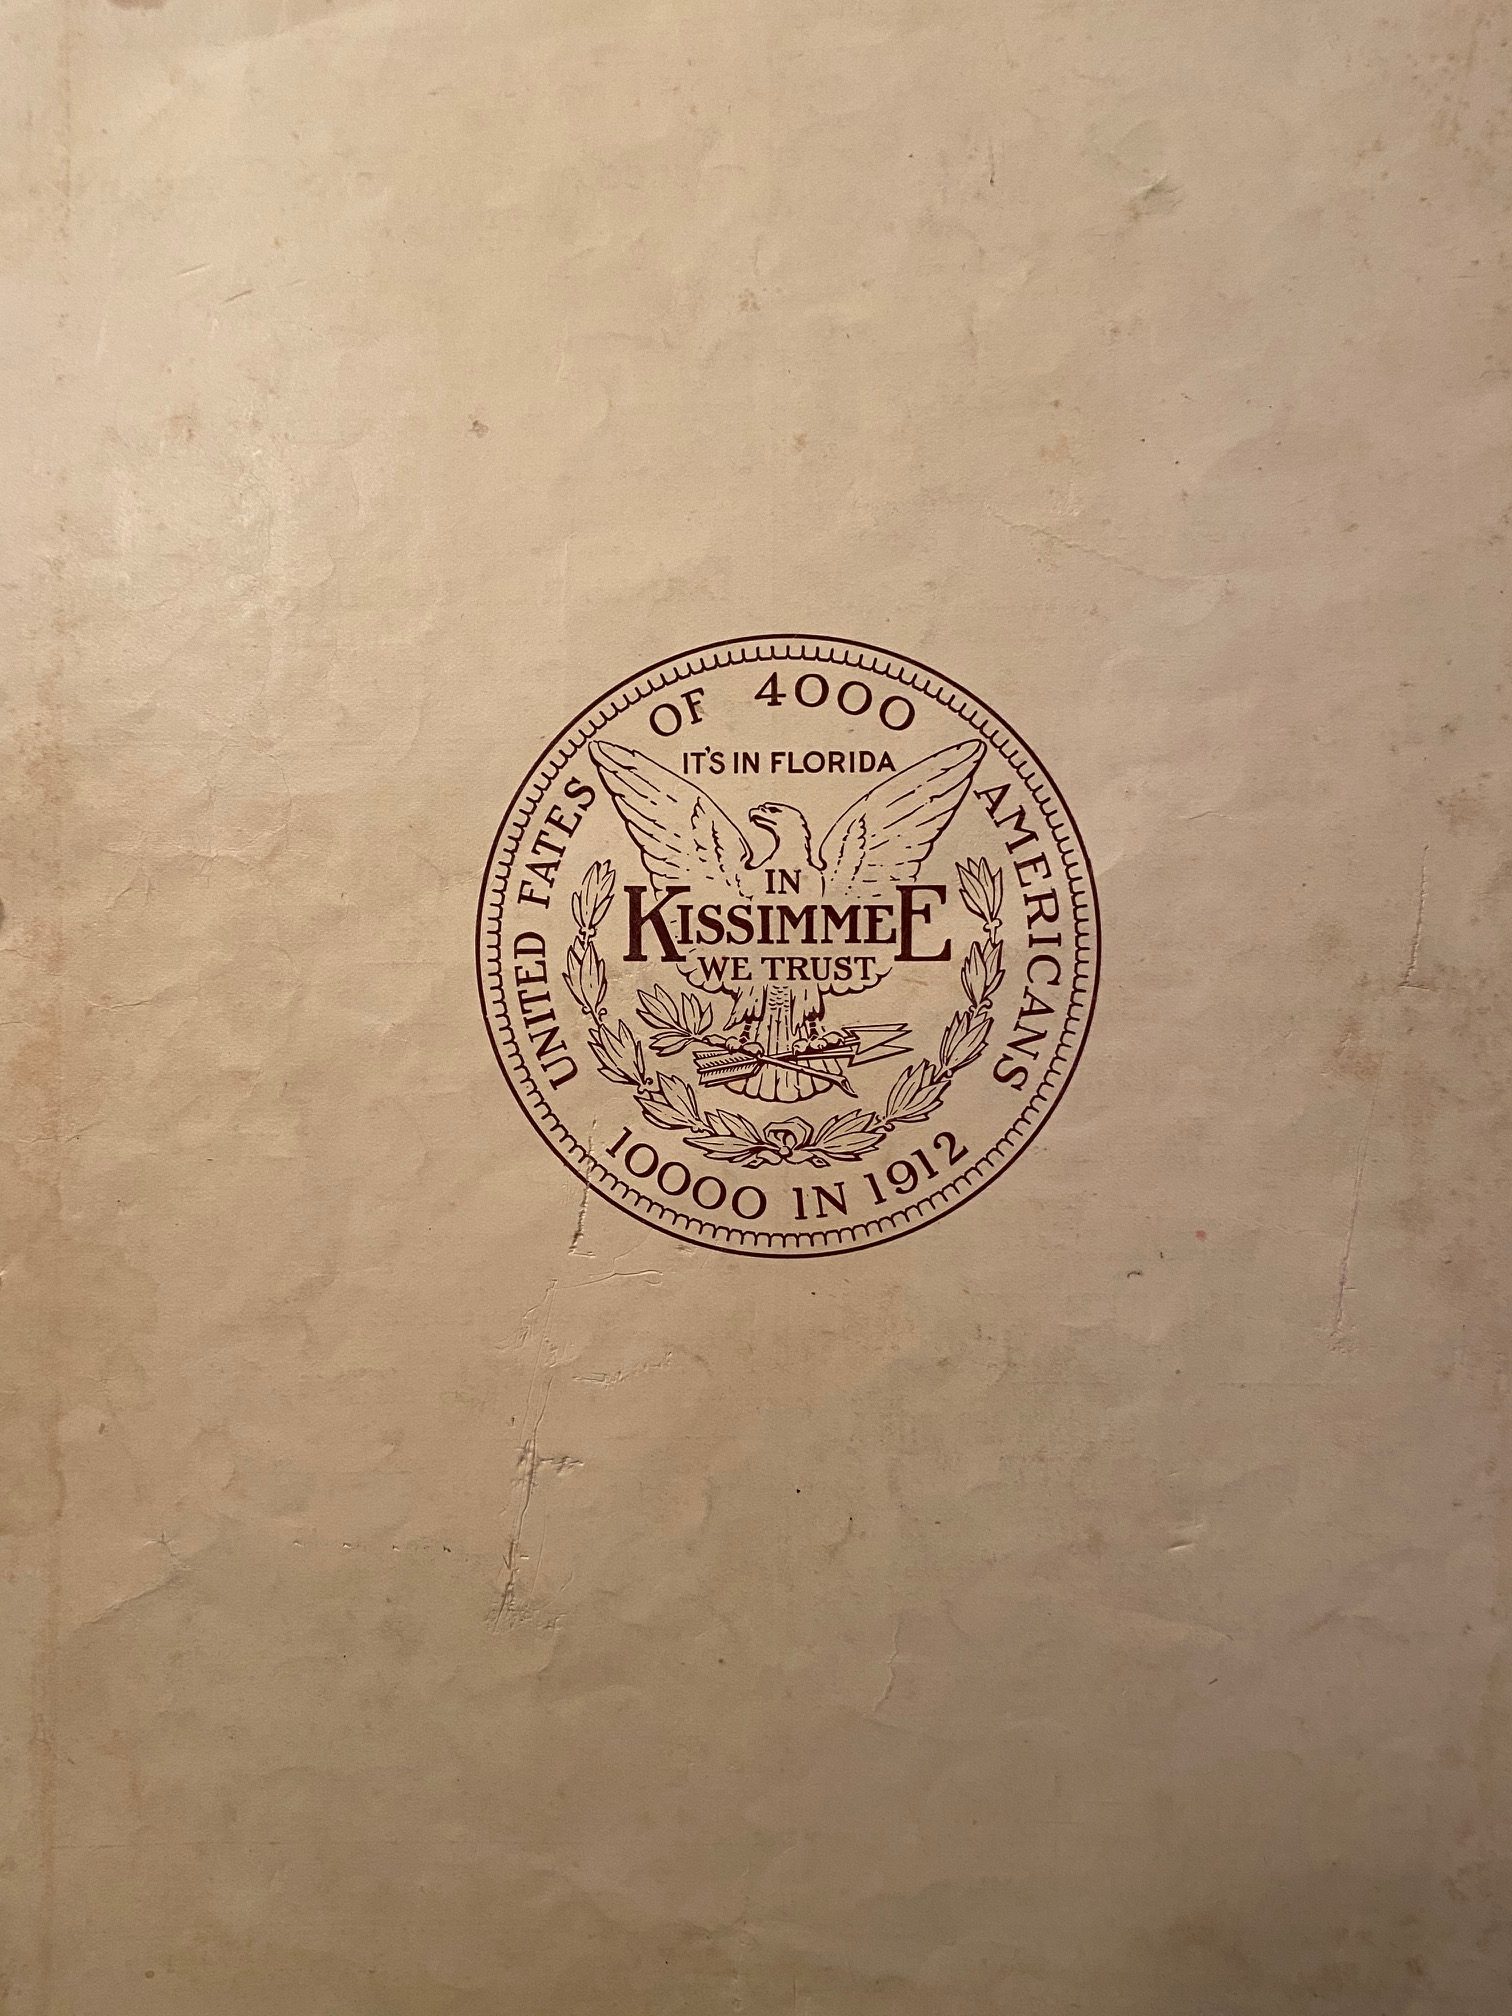 UNITED FATES OF 4000 AMERICANS
IT'S IN FLORIDA
IN
KISSIMMEE
WE TRUST
10000 IN 1912